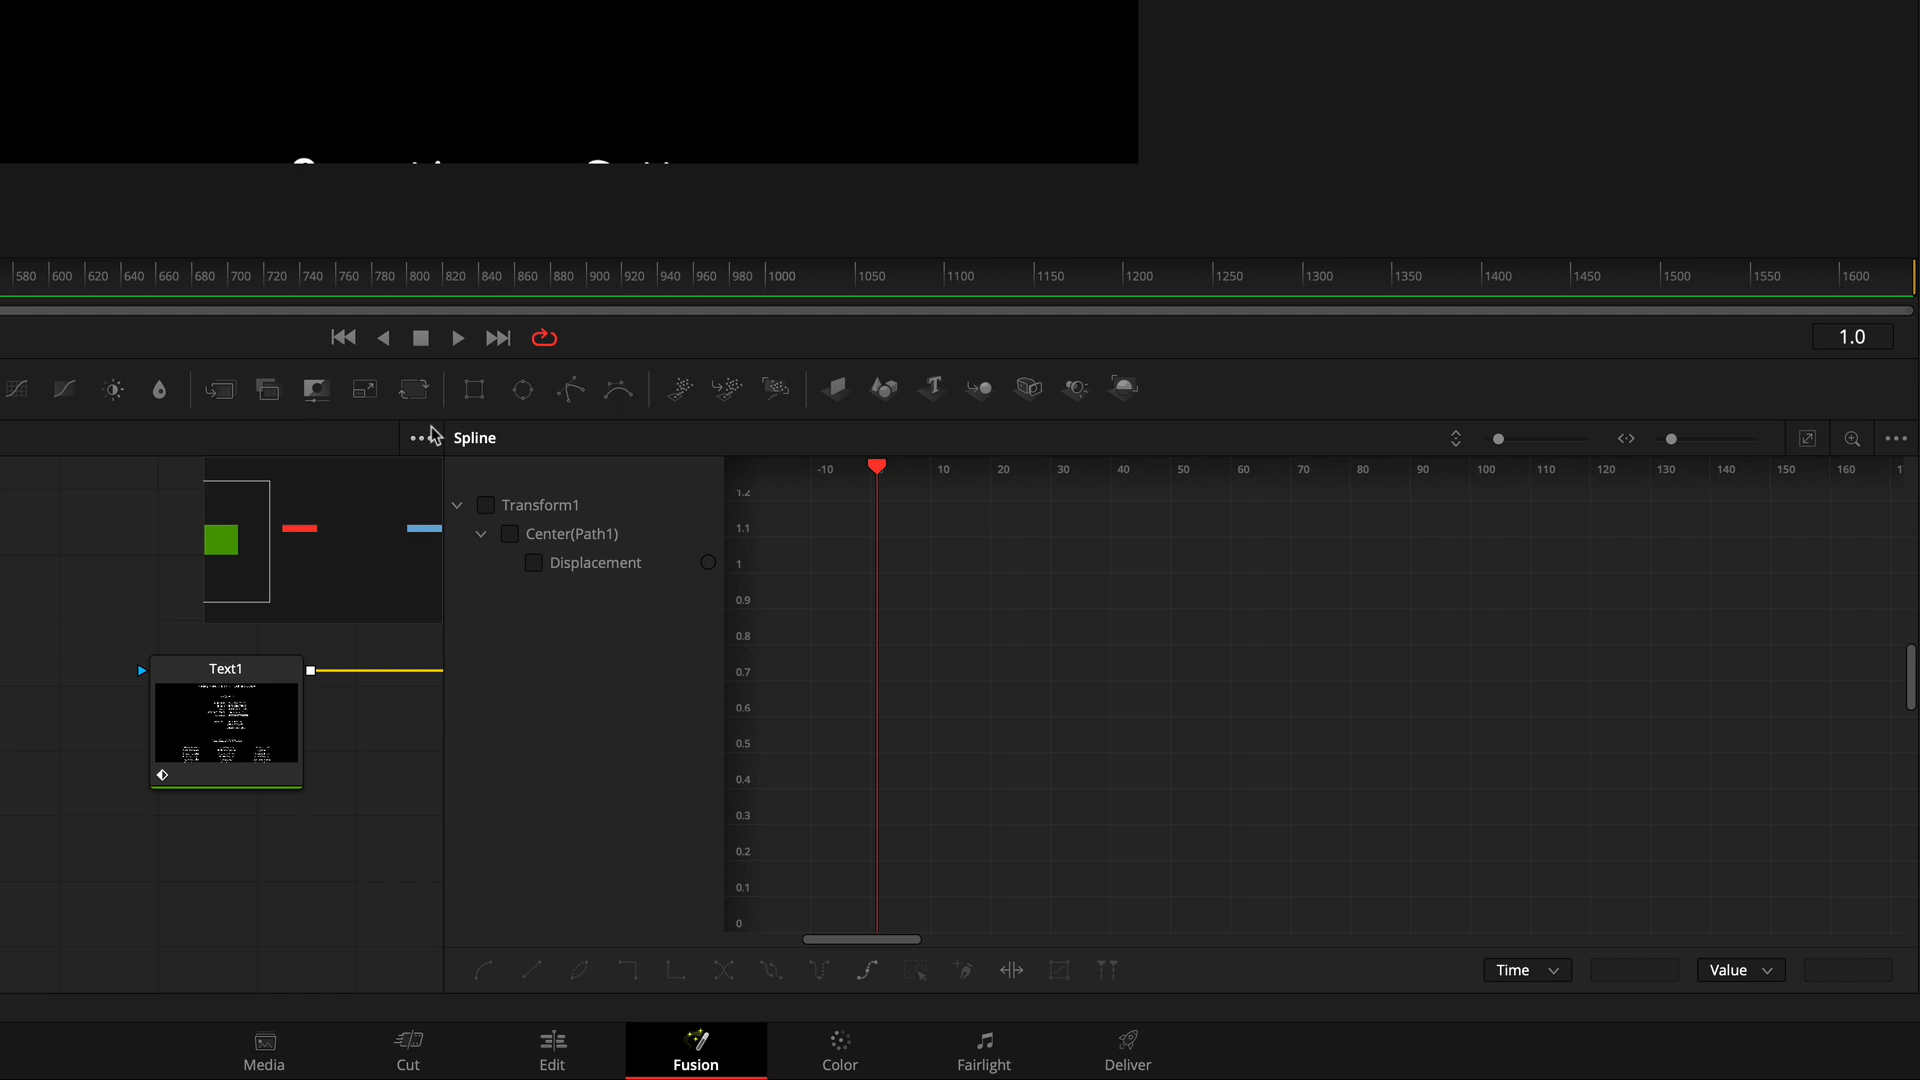 580 600 620 640 660 680 700 720 740 760 780 800 820 840 860 880 900 920 940 960 980 1000 1050 1100 1150 1200 1250 1300 1350 1400 1450 1500 1550 1600
1.0
Spline
-10 10 20 30 40 50 60 70 80 90 100 110 120 130 140 150 160
Transform1
Center(Path1)
Displacement
1.2
1.1
1
0.9
0.8
0.7
0.6
0.5
0.4
0.3
0.2
0.1
0
Text1
Time
Value
Media
Cut
Edit
Fusion
Color
Fairlight
Deliver